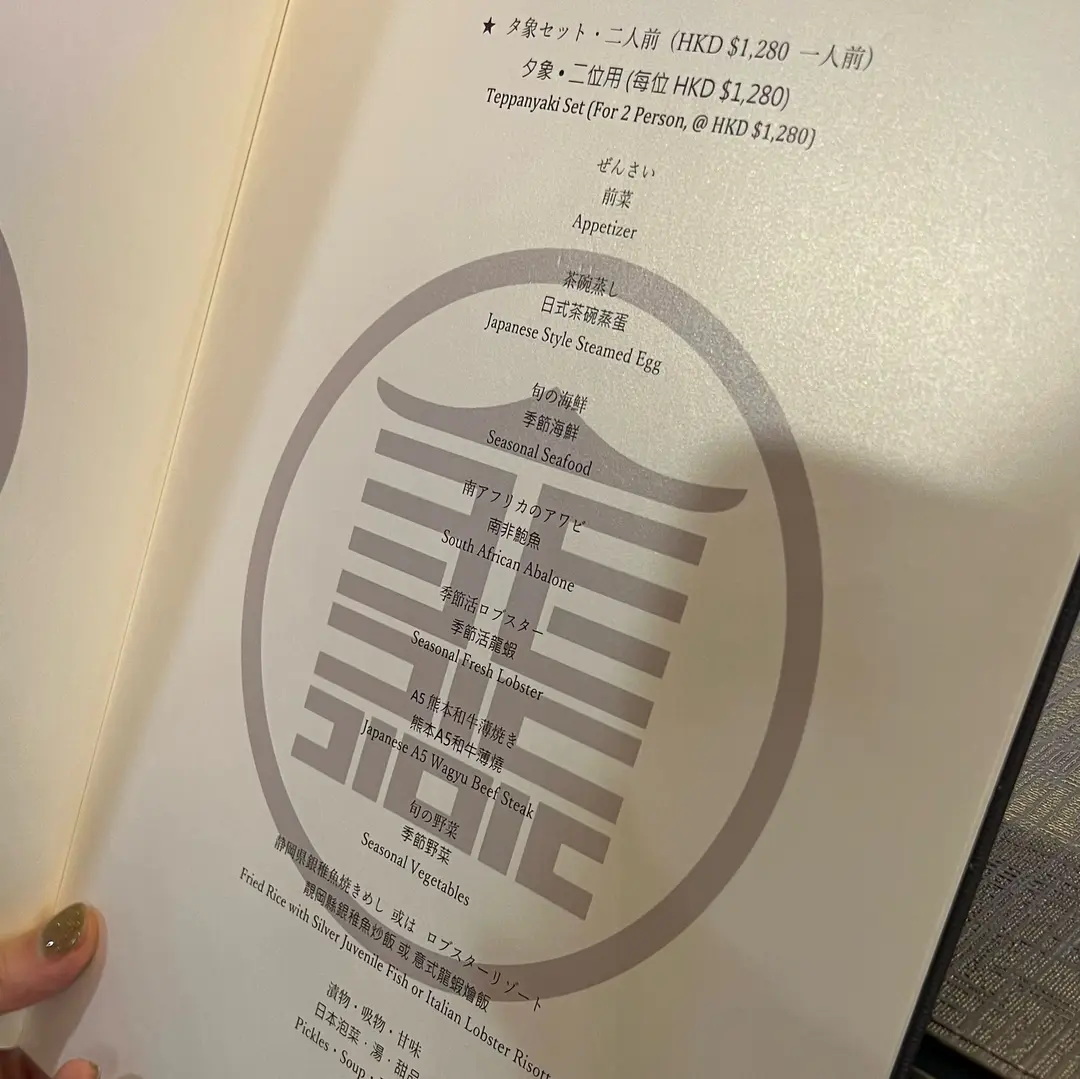 ★ 夕象セット・二人前 (HKD $1,280 一人前)
夕象・二位用 (每位 HKD $1,280)
Teppanyaki Set (For 2 Person, @ HKD $1,280)
ぜんさい
前菜
Appetizer
茶碗蒸し
日式茶碗蒸蛋
Japanese Style Steamed Egg
旬の海鮮
季節海鮮
Seasonal Seafood
南アフリカのアワビ
南非鮑魚
South African Abalone
季節活ロブスター
季節活龍蝦
Seasonal Fresh Lobster
A5 熊本和牛薄焼き
熊本A5和牛薄燒
Japanese A5 Wagyu Beef Steak
旬の野菜
季節野菜
Seasonal Vegetables
静岡県銀稚魚焼きめし 或は ロブスターリゾート
靜岡縣銀稚魚炒飯 或 意式龍蝦燴飯
Fried Rice with Silver Juvenile Fish or Italian Lobster Risott
漬物・吸物・甘味
日本泡菜・湯・甜品
Pickles・Soup・